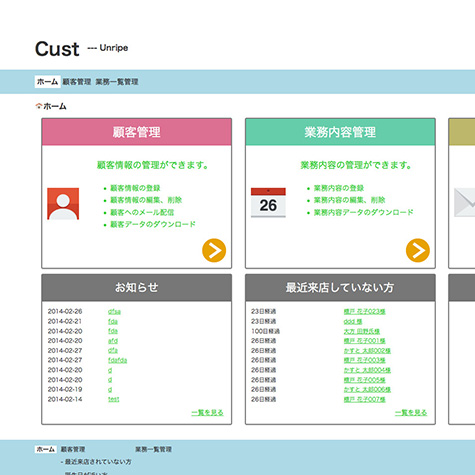 Cust --- Unripe
ホーム 顧客管理 業務一覧管理
ホーム
顧客管理
顧客情報の管理ができます。
顧客情報の登録
顧客情報の編集、削除
顧客へのメール配信
顧客データのダウンロード
業務内容管理
業務内容の管理ができます。
26
業務内容の登録
業務内容の編集、削除
業務内容データのダウンロード
お知らせ
2014-02-26 dfsa
2014-02-21 fda
2014-02-20 fda
2014-02-20 afd
2014-02-27 dfa
2014-02-27 fdafda
2014-02-20 d
2014-02-20 d
2014-02-19 d
2014-02-14 test
一覧を見る
最近来店していない方
23日経過 橿戸 花子023様
23日経過 ddd 様
100日経過 大方 田野氏様
26日経過 橿戸 花子001様
26日経過 かすと 太郎002様
26日経過 橿戸 花子003様
26日経過 かすと 太郎004様
26日経過 橿戸 花子005様
26日経過 かすと 太郎006様
26日経過 橿戸 花子007様
一覧を見る
ホーム 顧客管理 業務一覧管理
- 最近来店されていない方